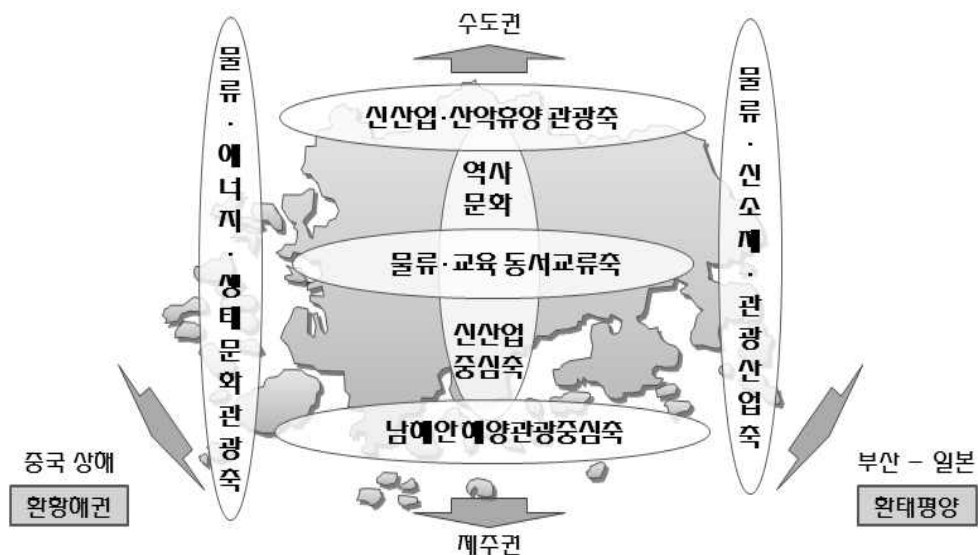 수도권
물류·에너지·생태문화관광축
신산업·산악휴양 관광축
물류·신소재·관광산업축
역사
문화
물류·교육 동서교류축
신산업
중심축
남해안해양관광중심축
중국 상해
환황해권
부산 – 일본
환태평양
제주권